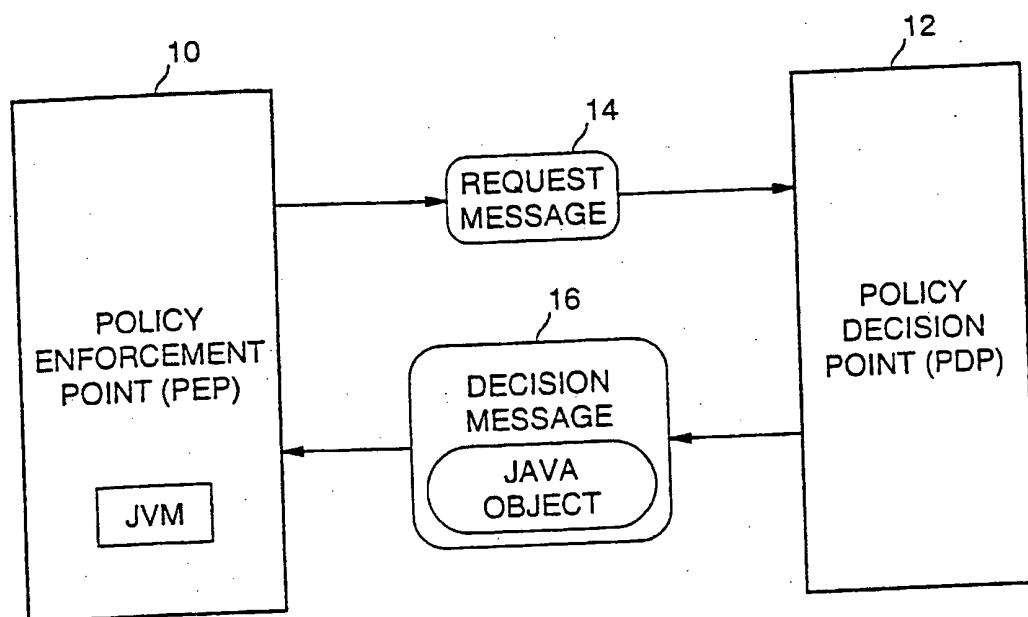 10
12
14
REQUEST
MESSAGE
16
POLICY
ENFORCEMENT
POINT (PEP)
JVM
DECISION
MESSAGE
JAVA
OBJECT
POLICY
DECISION
POINT (PDP)